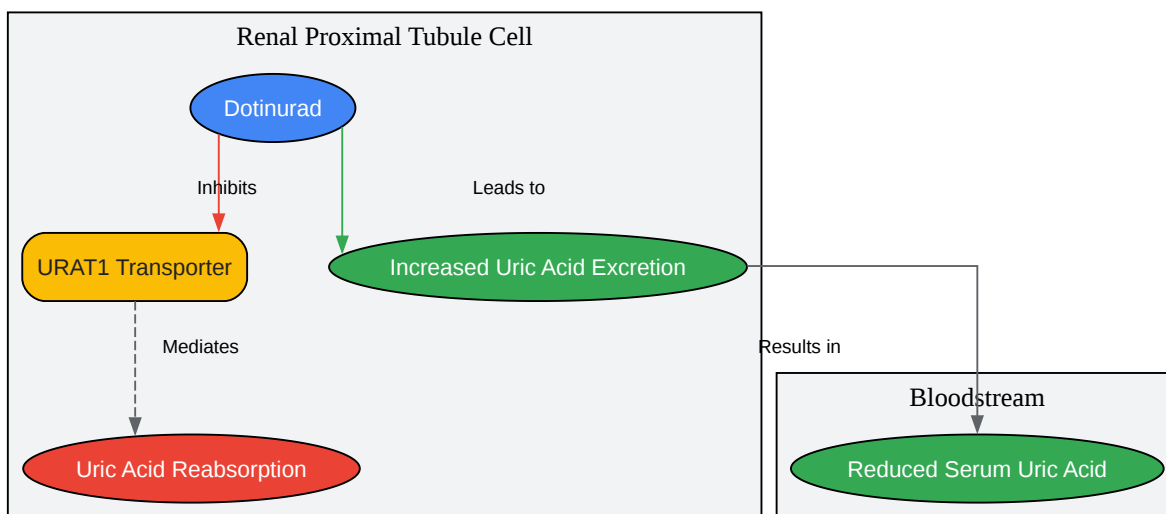 Renal Proximal Tubule Cell
Dotinurad
Inhibits
Leads to
URAT1 Transporter
Increased Uric Acid Excretion
Mediates
Results in
Bloodstream
Uric Acid Reabsorption
Reduced Serum Uric Acid